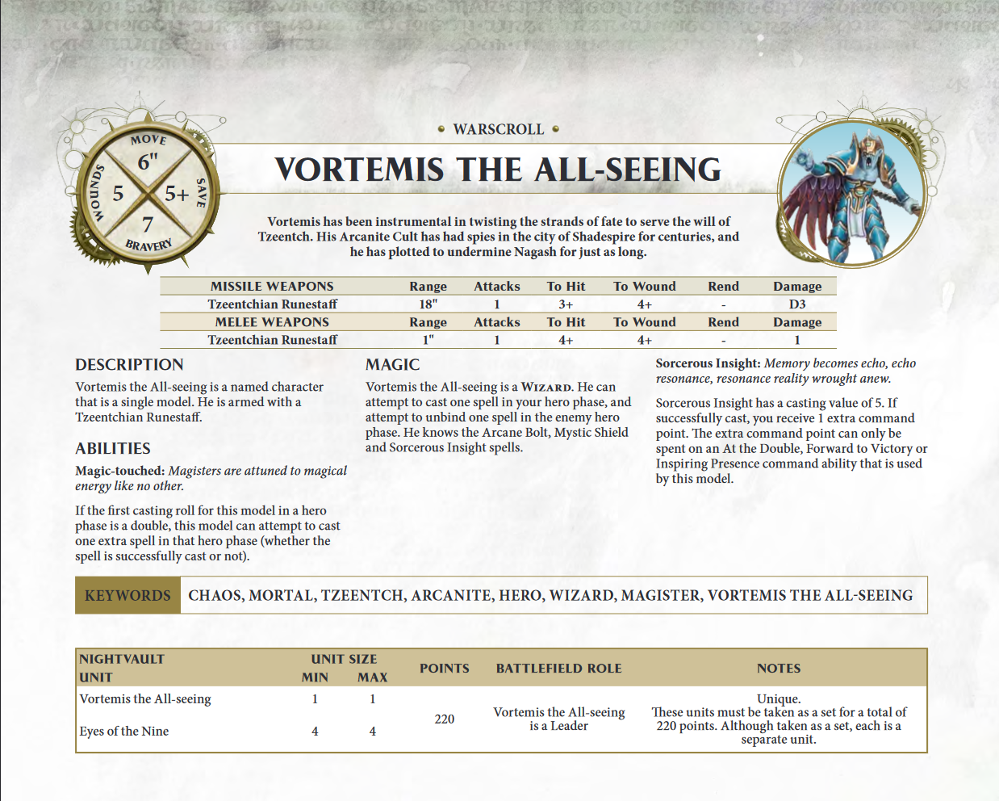 WARSCROLL
VORTEMIS THE ALL-SEEING
MOVE
6"
WOUNDS
5
5+
SAVE
7
BRAVERY
Vortemis has been instrumental in twisting the strands of fate to serve the will of
Tzeentch. His Arcanite Cult has had spies in the city of Shadespire for centuries, and
he has plotted to undermine Nagash for just as long.
MISSILE WEAPONS Range Attacks To Hit To Wound Rend Damage
Tzeentchian Runestaff 18" 1 3+ 4+ - D3
MELEE WEAPONS Range Attacks To Hit To Wound Rend Damage
Tzeentchian Runestaff 1" 1 4+ 4+ - 1
DESCRIPTION
Vortemis the All-seeing is a named character
that is a single model. He is armed with a
Tzeentchian Runestaff.
ABILITIES
Magic-touched: Magisters are attuned to magical
energy like no other.
If the first casting roll for this model in a hero
phase is a double, this model can attempt to cast
one extra spell in that hero phase (whether the
spell is successfully cast or not).
MAGIC
Vortemis the All-seeing is a WIZARD. He can
attempt to cast one spell in your hero phase, and
attempt to unbind one spell in the enemy hero
phase. He knows the Arcane Bolt, Mystic Shield
and Sorcerous Insight spells.
Sorcerous Insight: Memory becomes echo, echo
resonance, resonance reality wrought anew.
Sorcerous Insight has a casting value of 5. If
successfully cast, you receive 1 extra command
point. The extra command point can only be
spent on an At the Double, Forward to Victory or
Inspiring Presence command ability that is used
by this model.
KEYWORDS CHAOS, MORTAL, TZEENTCH, ARCANITE, HERO, WIZARD, MAGISTER, VORTEMIS THE ALL-SEEING
NIGHTVAULT UNIT SIZE
UNIT MIN MAX POINTS BATTLEFIELD ROLE NOTES
Vortemis the All-seeing 1 1
Eyes of the Nine 4 4
220
Vortemis the All-seeing
is a Leader
Unique.
These units must be taken as a set for a total of
220 points. Although taken as a set, each is a
separate unit.